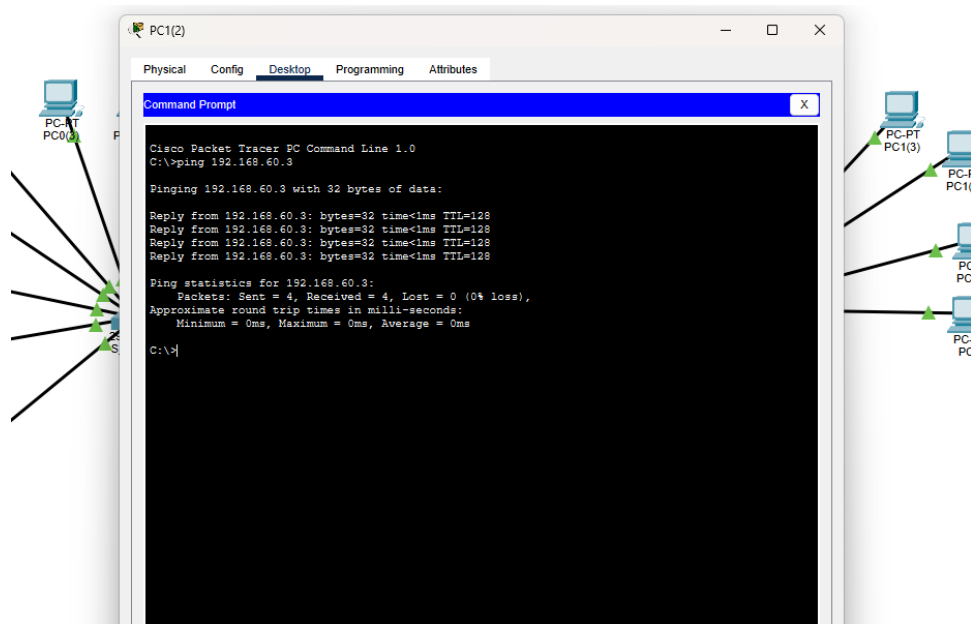 PC1(2)
Physical Config Desktop Programming Attributes
Command Prompt
X
Cisco Packet Tracer PC Command Line 1.0
C:\>ping 192.168.60.3
Pinging 192.168.60.3 with 32 bytes of data:
Reply from 192.168.60.3: bytes=32 time<1ms TTL=128
Reply from 192.168.60.3: bytes=32 time<1ms TTL=128
Reply from 192.168.60.3: bytes=32 time<1ms TTL=128
Reply from 192.168.60.3: bytes=32 time<1ms TTL=128
Ping statistics for 192.168.60.3:
Packets: Sent = 4, Received = 4, Lost = 0 (0% loss),
Approximate round trip times in milli-seconds:
Minimum = 0ms, Maximum = 0ms, Average = 0ms
C:\>
PC-PT
PC0(3)
PC-PT
PC1(3)